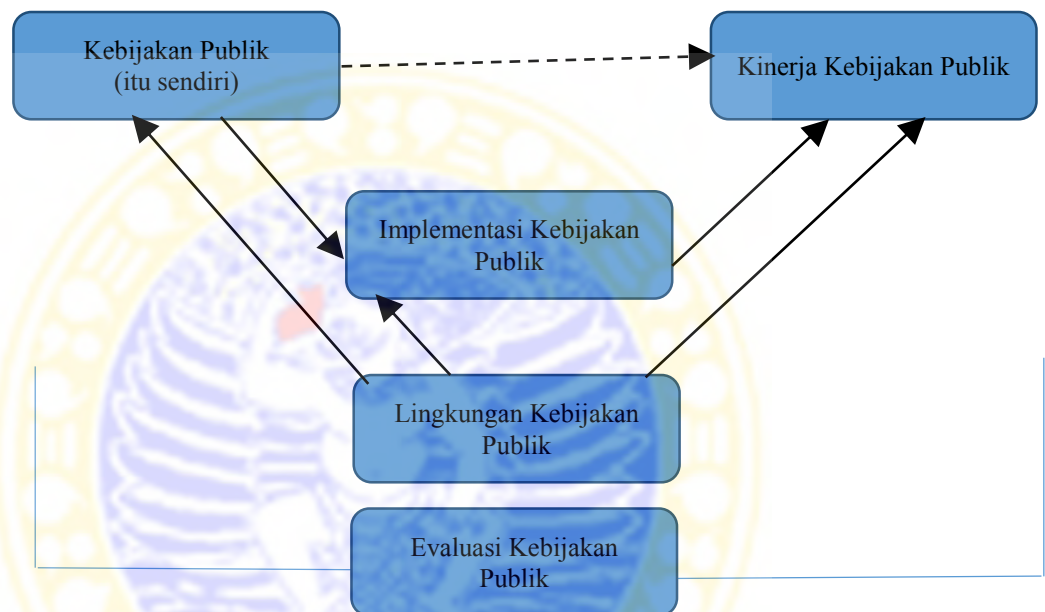 Kebijakan Publik
(itu sendiri)
Kinerja Kebijakan Publik
Implementasi Kebijakan
Publik
Lingkungan Kebijakan
Publik
Evaluasi Kebijakan
Publik